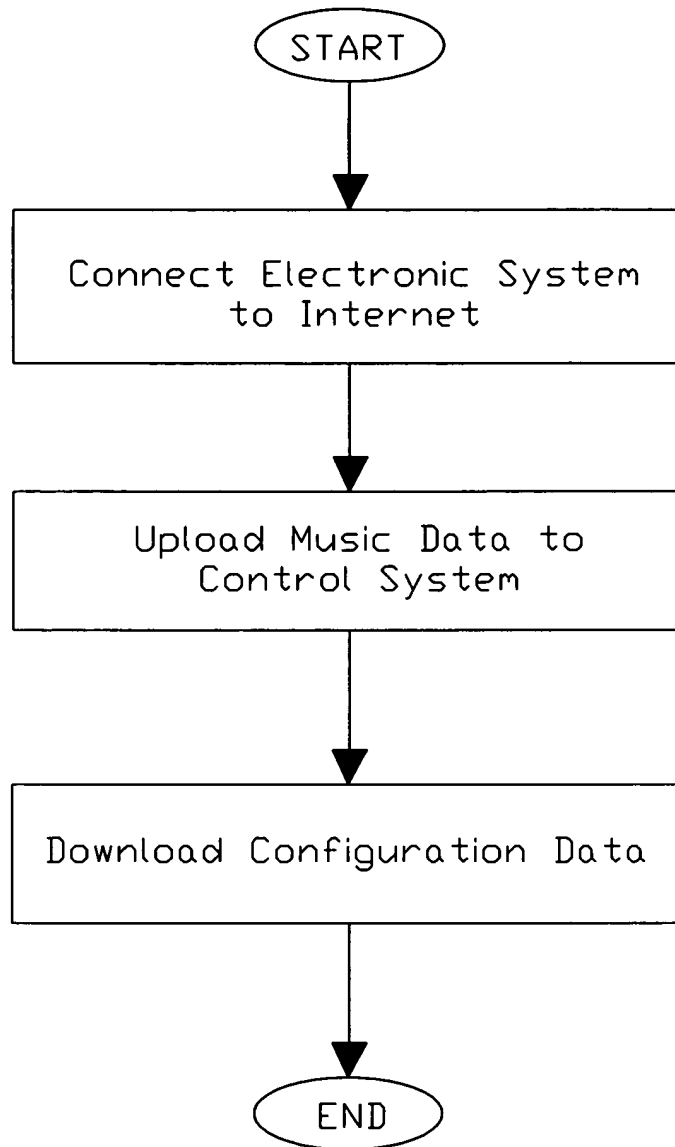 START
Connect Electronic System
to Internet
Upload Music Data to
Control System
Download Configuration Data
END